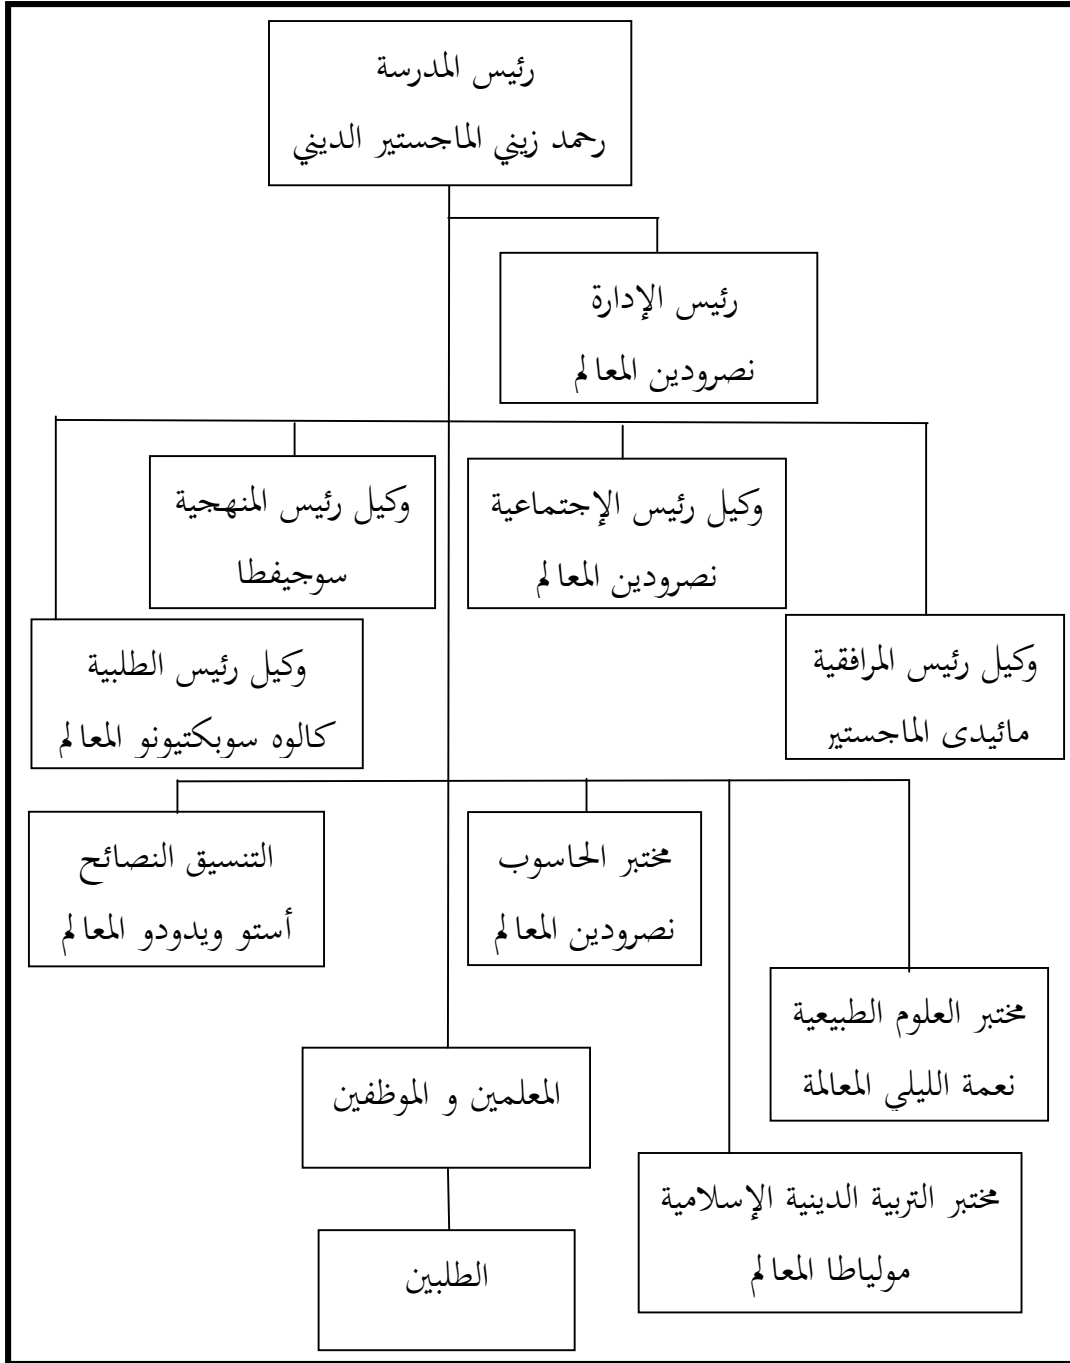 رئيس المدرسة
رحمد زيني الماجستير الديني
رئيس الإدارة
نصرودين المعالم
وكيل رئيس الإجتماعية
نصرودين المعالم
وكيل رئيس المنهجية
سوجيفطا
وكيل رئيس المرافقية
مائيدى الماجستير
وكيل رئيس الطلبية
كالوه سوبكتيونو المعالم
مختبر الحاسوب
نصرودين المعالم
التنسيق النصائح
أستو ويدودو المعالم
مختبر العلوم الطبيعية
نعمة الليلي المعالمة
المعلمين و الموظفين
مختبر التربية الدينية الإسلامية
مولياطا المعالم
الطلبين